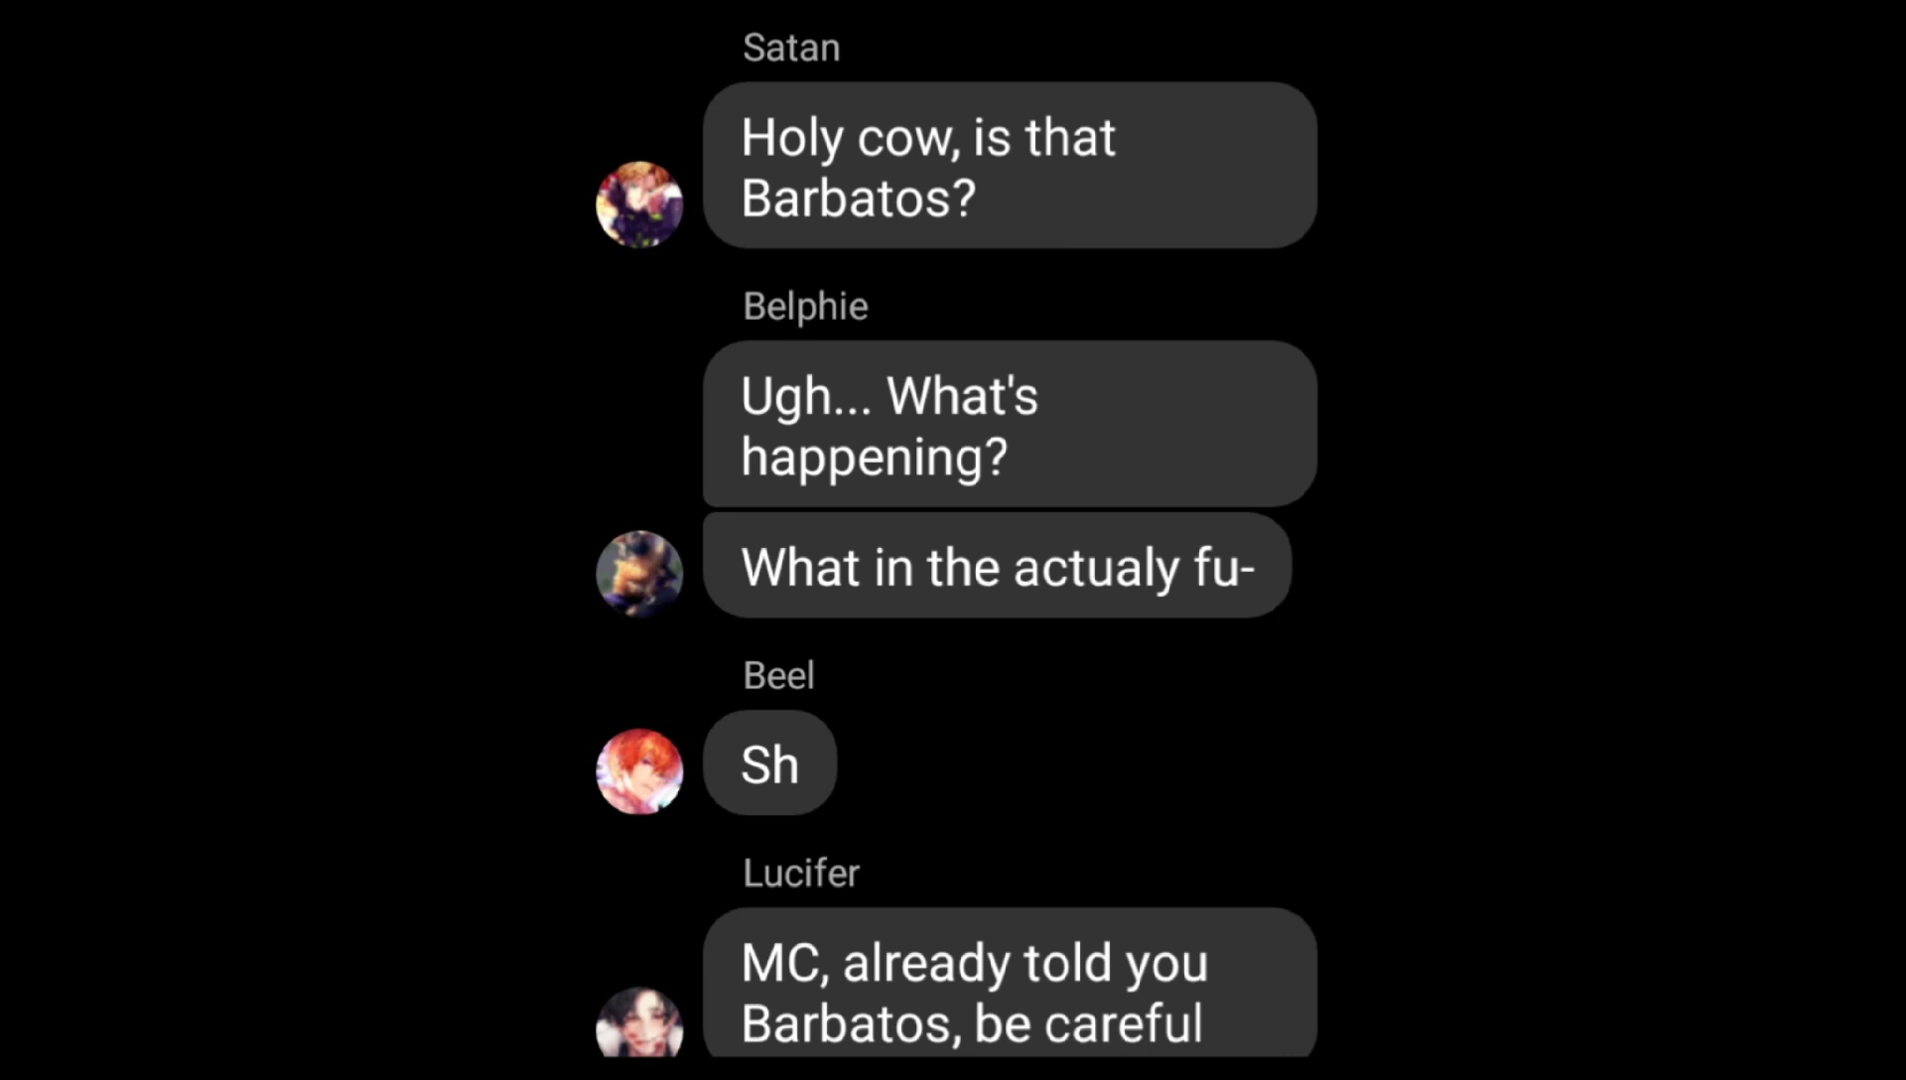 Satan
Holy cow, is that
Barbatos?
Belphie
Ugh... What's
happening?
What in the actualy fu-
Beel
Sh
Lucifer
MC, already told you
Barbatos, be careful